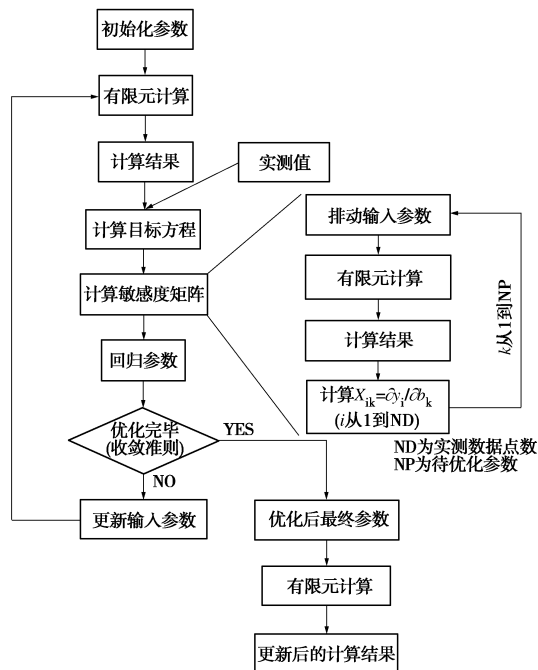 初始化参数
有限元计算
计算结果
实测值
计算目标方程
计算敏感度矩阵
回归参数
优化完毕
(收敛准则)
YES
NO
更新输入参数
排动输入参数
有限元计算
计算结果
计算Xik=∂yi/∂bk
(i从1到ND)
k从1到NP
ND为实测数据点数
NP为待优化参数
优化后最终参数
有限元计算
更新后的计算结果